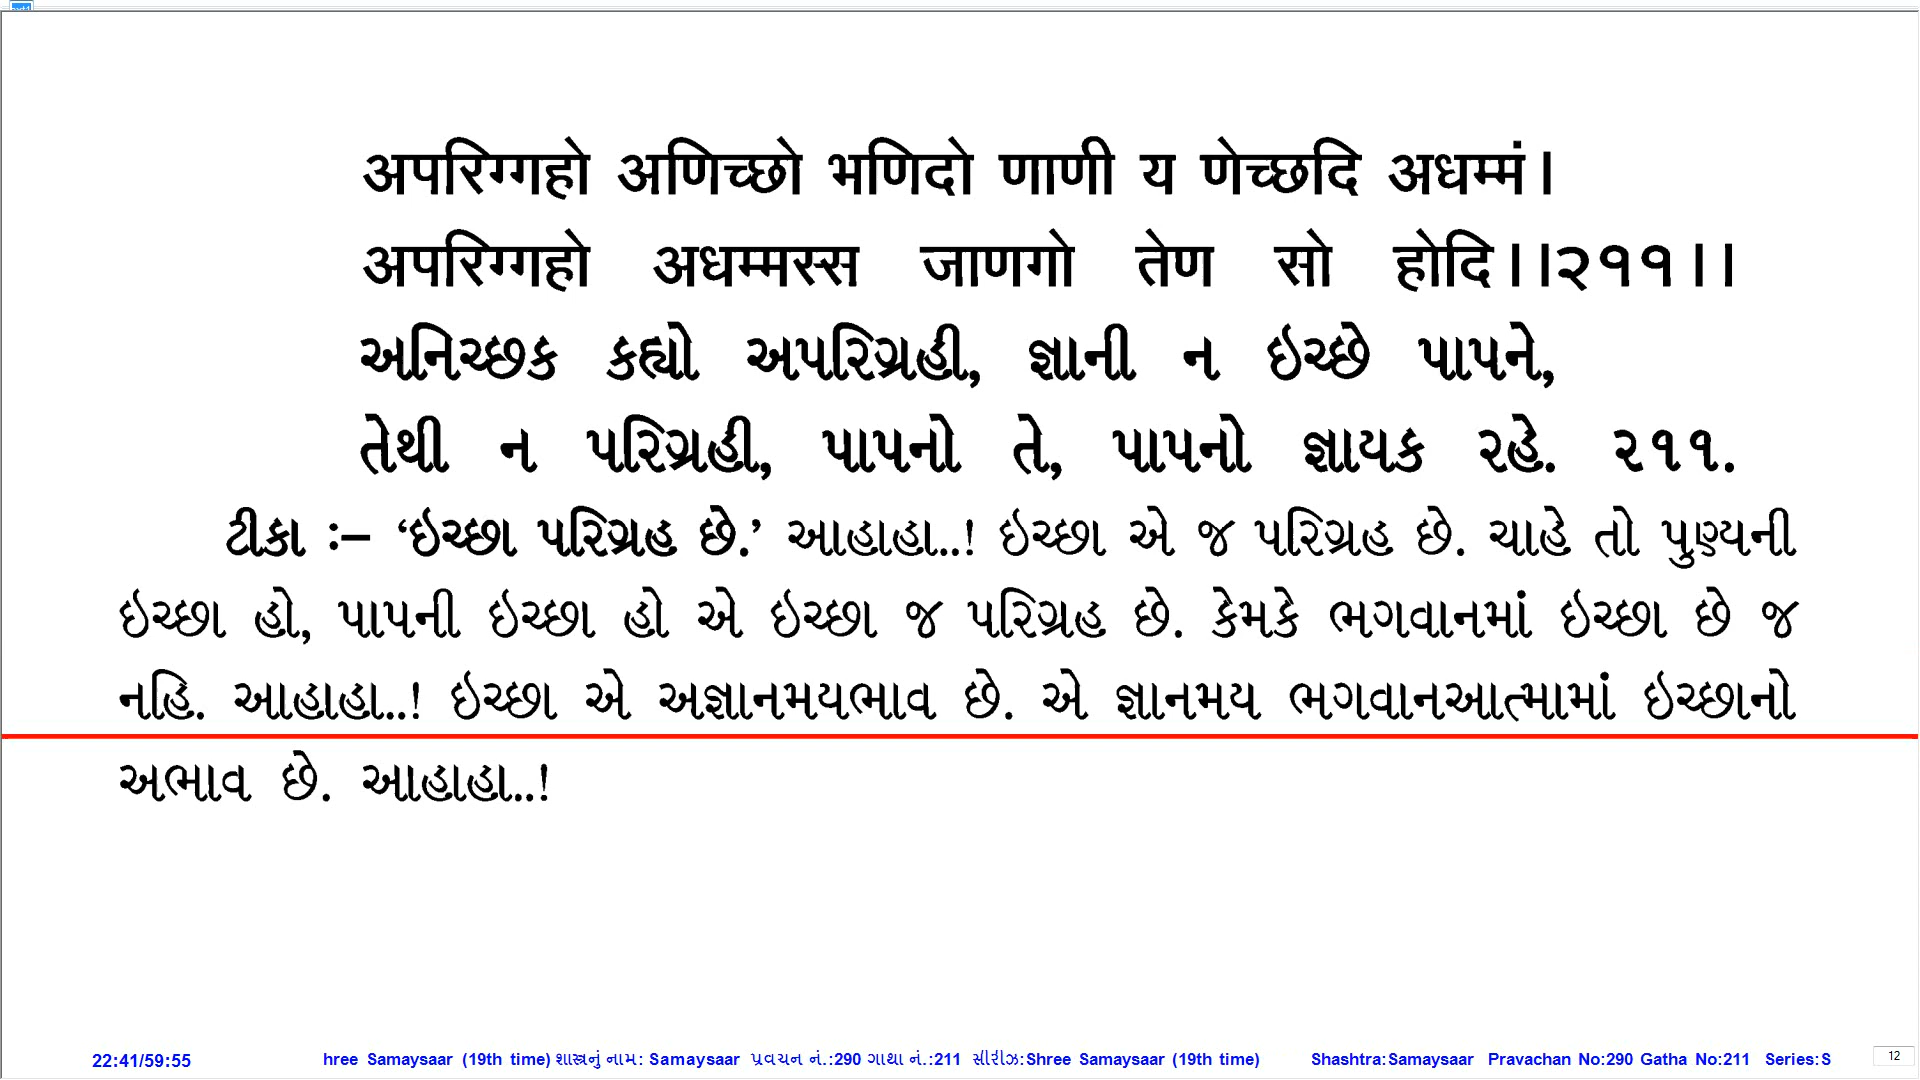 अपरिग्गहो अणिच्छो भणिदो णाणी य णेच्छदि अधम्मं।
अपरिग्गहो अधम्मस्स जाणगो तेण सो होदि।।२११।।
અનિચ્છક કહ્યો અપરિગ્રહી, જ્ઞાની ન ઇચ્છે પાપને,
તેથી ન પરિગ્રહી, પાપનો તે, પાપનો જ્ઞાયક રહે. ૨૧૧.
ટીકા :– ‘ઇચ્છા પરિગ્રહ છે.’ આહાહા..! ઇચ્છા એ જ પરિગ્રહ છે. ચાહે તો પુણ્યની
ઇચ્છા હો, પાપની ઇચ્છા હો એ ઇચ્છા જ પરિગ્રહ છે. કેમકે ભગવાનમાં ઇચ્છા છે જ
નહિ. આહાહા..! ઇચ્છા એ અજ્ઞાનમયભાવ છે. એ જ્ઞાનમય ભગવાનઆત્મામાં ઇચ્છાનો
અભાવ છે. આહાહા..!
22:41/59:55 hree Samaysaar (19th time) શાસ્ત્રનું નામ: Samaysaar પ્રવચન નં.:290 ગાથા નં.:211 સીરીઝ:Shree Samaysaar (19th time) Shashtra:Samaysaar Pravachan No:290 Gatha No:211 Series:S 12